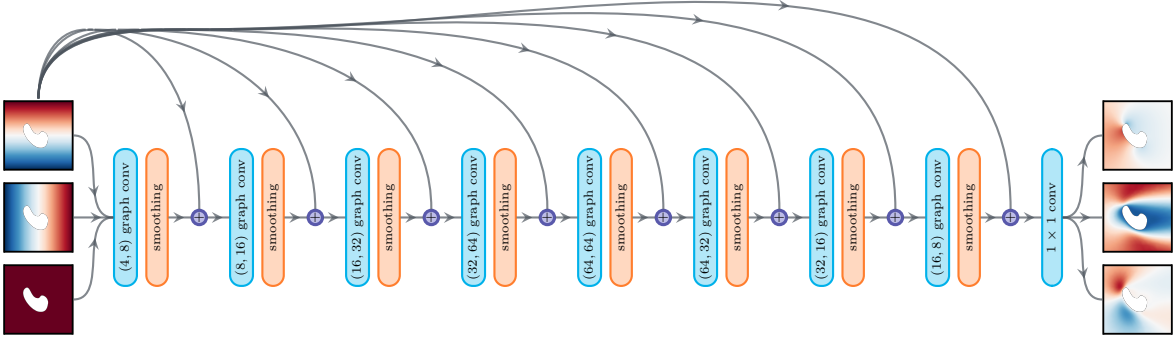 (4, 8) graph conv
smoothing
(8, 16) graph conv
smoothing
(16, 32) graph conv
smoothing
(32, 64) graph conv
smoothing
(64, 64) graph conv
smoothing
(64, 32) graph conv
smoothing
(32, 16) graph conv
smoothing
(16, 8) graph conv
smoothing
1 × 1 conv